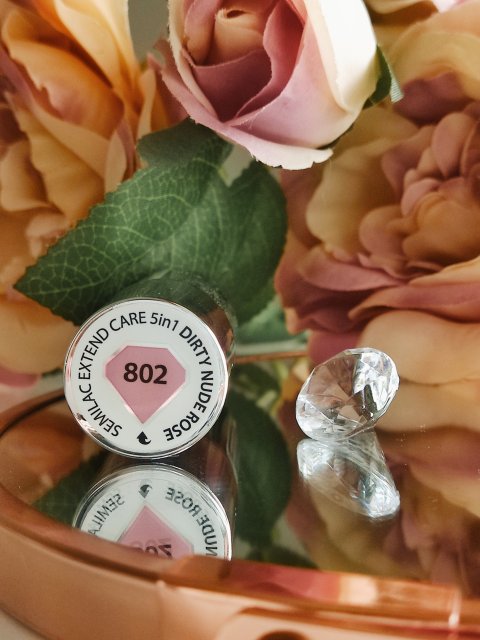 SEMILAC EXTEND CARE 5in1 DIRTY NUDE ROSE
802